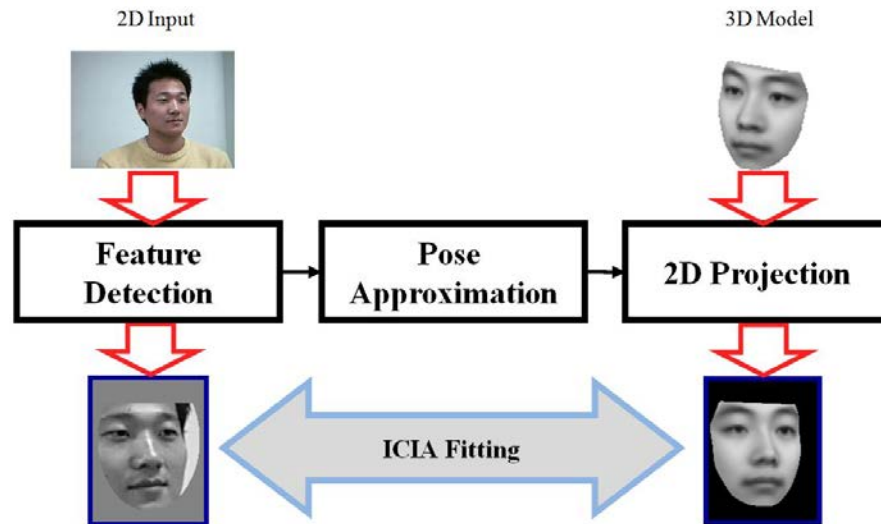 2D Input
3D Model
Feature
Detection
Pose
Approximation
2D Projection
ICIA Fitting